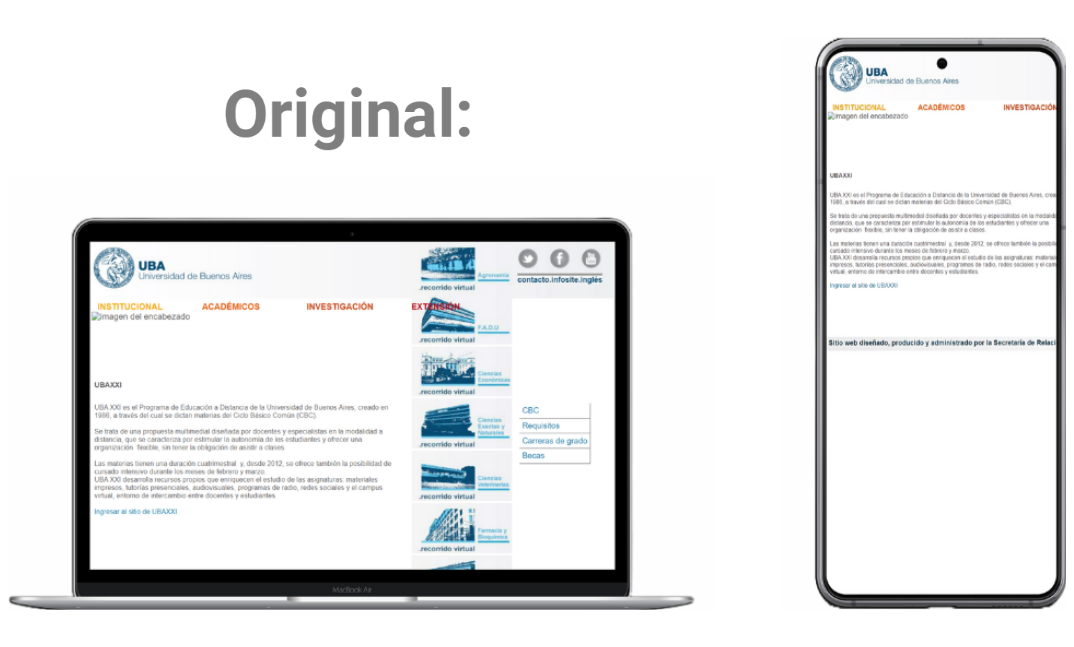 Original:
UBA
Universidad de Buenos Aires
contacto.infosite.inglés
INSTITUCIONAL ACADÉMICOS INVESTIGACIÓN EXTENSIÓN
imagen del encabezado
UBAXXI
UBA XXI es el Programa de Educación a Distancia de la Universidad de Buenos Aires, creado en
1986, a través del cual se dictan materias del Ciclo Básico Común (CBC).
Se trata de una propuesta multimedial diseñada por docentes y especialistas en la modalidad a
distancia, que se caracteriza por estimular la autonomía de los estudiantes y ofrecer una
organización flexible, sin tener la obligación de asistir a clases.
Las materias tienen una duración cuatrimestral y, desde 2012, se ofrece también la posibilidad de
cursado intensivo durante los meses de febrero y marzo.
UBA XXI desarrolla recursos propios que enriquecen el estudio de las asignaturas: materiales
impresos, tutorías presenciales, audiovisuales, programas de radio, redes sociales y el campus
virtual, entorno de intercambio entre docentes y estudiantes.
Ingresar al sitio de UBAXXI
Agronomía
.recorrido virtual
F.A.D.U
.recorrido virtual
Ciencias
Económicas
.recorrido virtual
Ciencias
Exactas y
Naturales
.recorrido virtual
Ciencias
Veterinarias
.recorrido virtual
Farmacia y
Bioquímica
.recorrido virtual
CBC
Requisitos
Carreras de grado
Becas
MacBook Air
UBA
Universidad de Buenos Aires
INSTITUCIONAL ACADÉMICOS INVESTIGACIÓN
imagen del encabezado
UBAXXI
UBA XXI es el Programa de Educación a Distancia de la Universidad de Buenos Aires, crea
1986, a través del cual se dictan materias del Ciclo Básico Común (CBC).
Se trata de una propuesta multimedial diseñada por docentes y especialistas en la modalid
distancia, que se caracteriza por estimular la autonomía de los estudiantes y ofrecer una
organización flexible, sin tener la obligación de asistir a clases.
Las materias tienen una duración cuatrimestral y, desde 2012, se ofrece también la posibili
cursado intensivo durante los meses de febrero y marzo.
UBA XXI desarrolla recursos propios que enriquecen el estudio de las asignaturas: materiale
impresos, tutorías presenciales, audiovisuales, programas de radio, redes sociales y el cam
virtual, entorno de intercambio entre docentes y estudiantes.
Ingresar al sitio de UBAXXI
Sitio web diseñado, producido y administrado por la Secretaría de Relaci